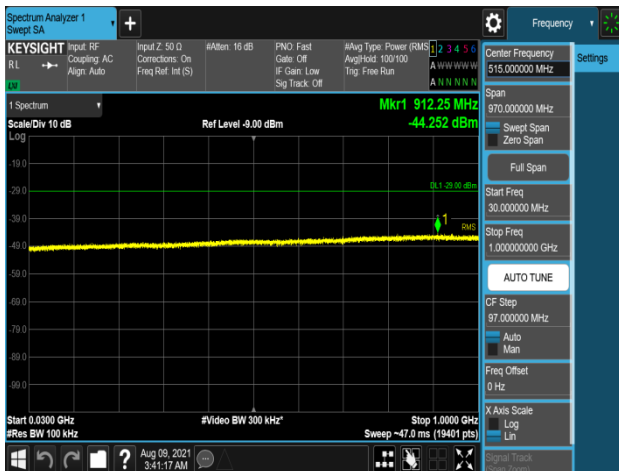 Spectrum Analyzer 1
Swept SA
+
Frequency
KEYSIGHT
RL
Input: RF
Coupling: AC
Align: Auto
Input Z: 50 Ω
Corrections: On
Freq Ref: Int (S)
#Atten: 16 dB
PNO: Fast
Gate: Off
IF Gain: Low
Sig Track: Off
#Avg Type: Power (RMS
Avg|Hold: 100/100
Trig: Free Run
1 2 3 4 5 6
A W W W W W
A N N N N N
1 Spectrum
Scale/Div 10 dB
Log
Ref Level -9.00 dBm
Mkr1 912.25 MHz
-44.252 dBm
-19.0
-29.0
-39.0
-49.0
-59.0
-69.0
-79.0
-89.0
-99.0
DL1 -29.00 dBm
1
RMS
Start 0.0300 GHz
#Res BW 100 kHz
#Video BW 300 kHz*
Stop 1.0000 GHz
Sweep ~47.0 ms (19401 pts)
?
Aug 09, 2021
3:41:17 AM
Center Frequency
515.000000 MHz
Settings
Span
970.000000 MHz
Swept Span
Zero Span
Full Span
Start Freq
30.000000 MHz
Stop Freq
1.000000000 GHz
AUTO TUNE
CF Step
97.000000 MHz
Auto
Man
Freq Offset
0 Hz
X Axis Scale
Log
Lin
Signal Track
(Span Zoom)